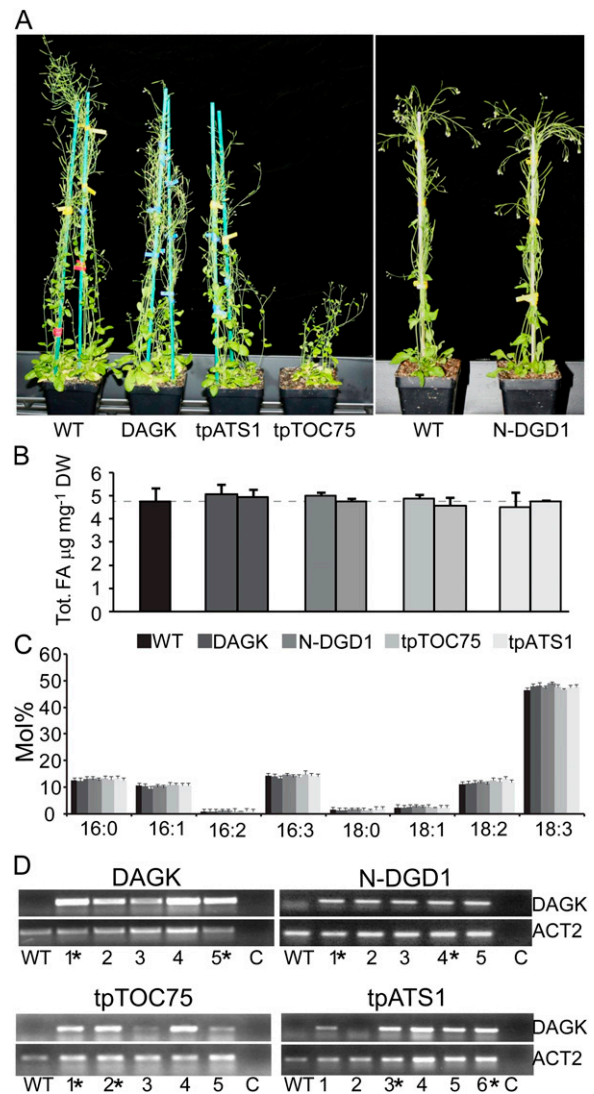 A
WT DAGK tpATS1 tpTOC75 WT N-DGD1
B
Tot. FA µg mg⁻¹ DW
6
5
4
3
2
1
0
C
WT DAGK N-DGD1 tpTOC75 tpATS1
Mol%
60
50
40
30
20
10
0
16:0 16:1 16:2 16:3 18:0 18:1 18:2 18:3
D
DAGK N-DGD1
DAGK
ACT2
WT 1* 2 3 4 5* C WT 1* 2 3 4* 5 C
tpTOC75 tpATS1
DAGK
ACT2
WT 1* 2* 3 4 5 C WT 1 2 3* 4 5 6* C